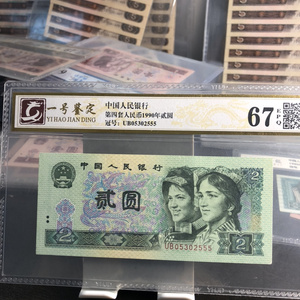 一号鉴定
YI HAO JIAN DING
中国人民银行
第四套人民币1990年贰圆
冠号：UB05302555
67 EPQ
中国人民银行
贰圆
2
2
UB05302555
2